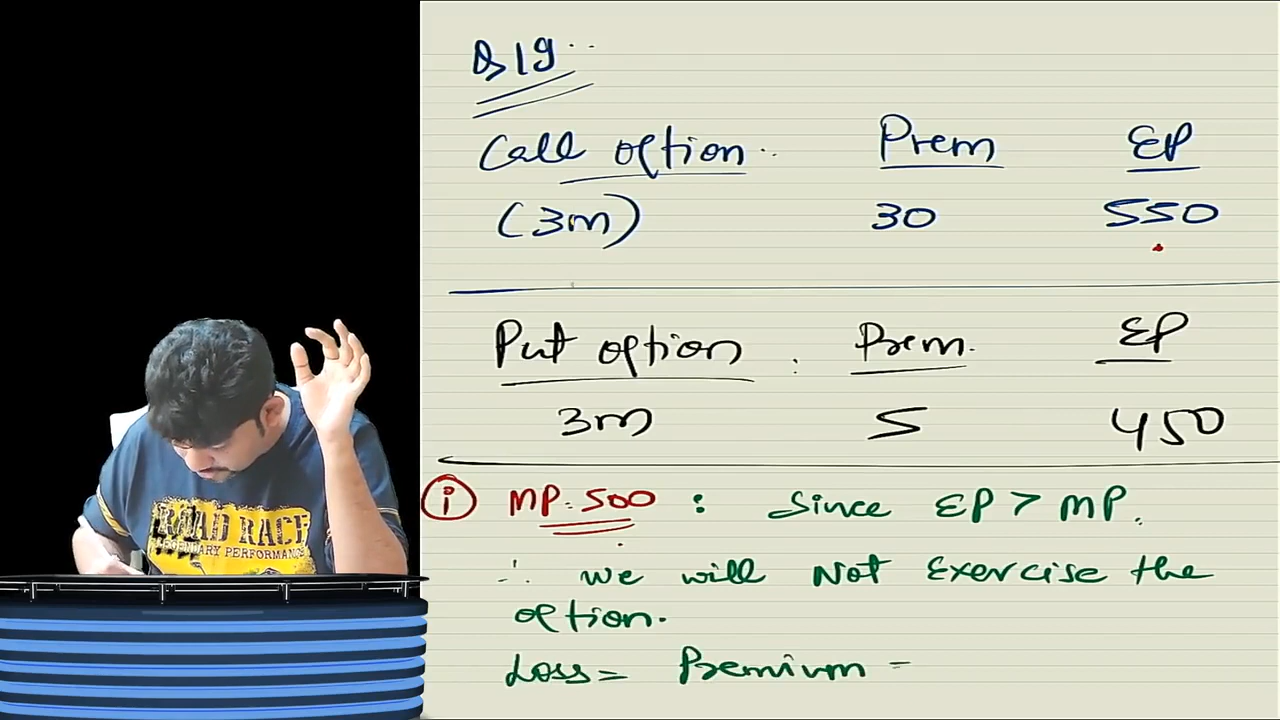 Q19
Call option Prem EP
(3m) 30 550
Put option : Prem. EP
3m 5 450
(i) MP = 500 : Since EP > MP.
∴ we will Not Exercise the
option.
Loss = Premium =
ROAD RACE
LEGENDARY PERFORMANCE